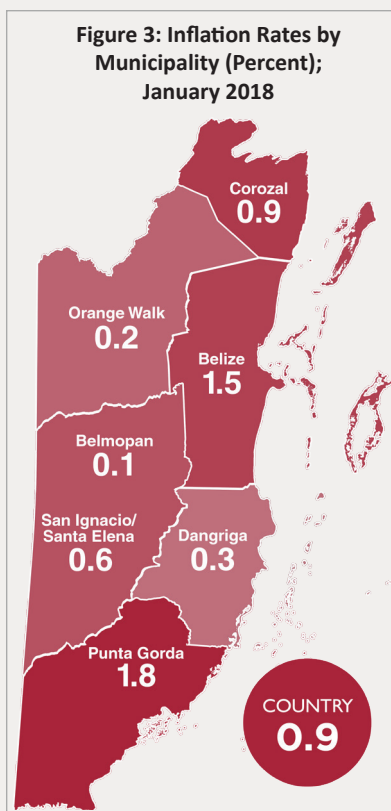 Figure 3: Inflation Rates by
Municipality (Percent);
January 2018
Corozal
0.9
Orange Walk
0.2
Belize
1.5
Belmopan
0.1
San Ignacio/
Santa Elena
0.6
Dangriga
0.3
Punta Gorda
1.8
COUNTRY
0.9